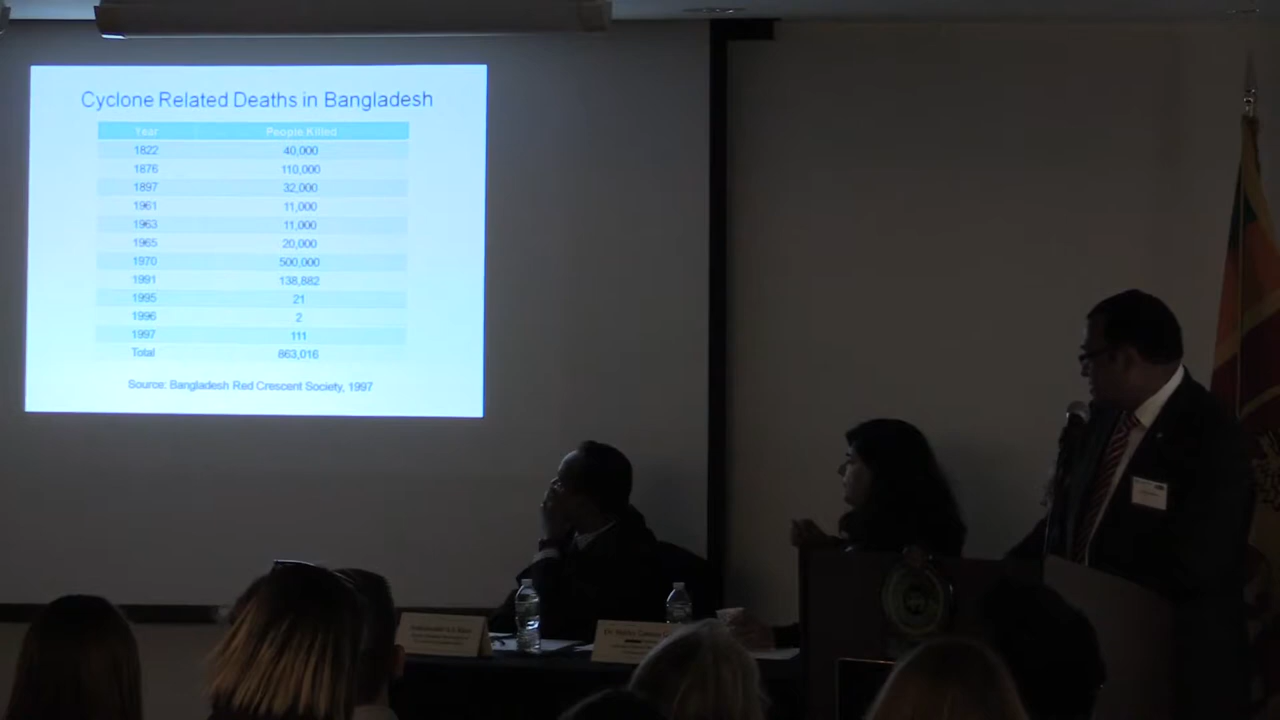 Cyclone Related Deaths in Bangladesh
Year People Killed
1822 40,000
1876 110,000
1897 32,000
1961 11,000
1963 11,000
1965 20,000
1970 500,000
1991 138,882
1995 21
1996 2
1997 111
Total 863,016
Source: Bangladesh Red Crescent Society, 1997